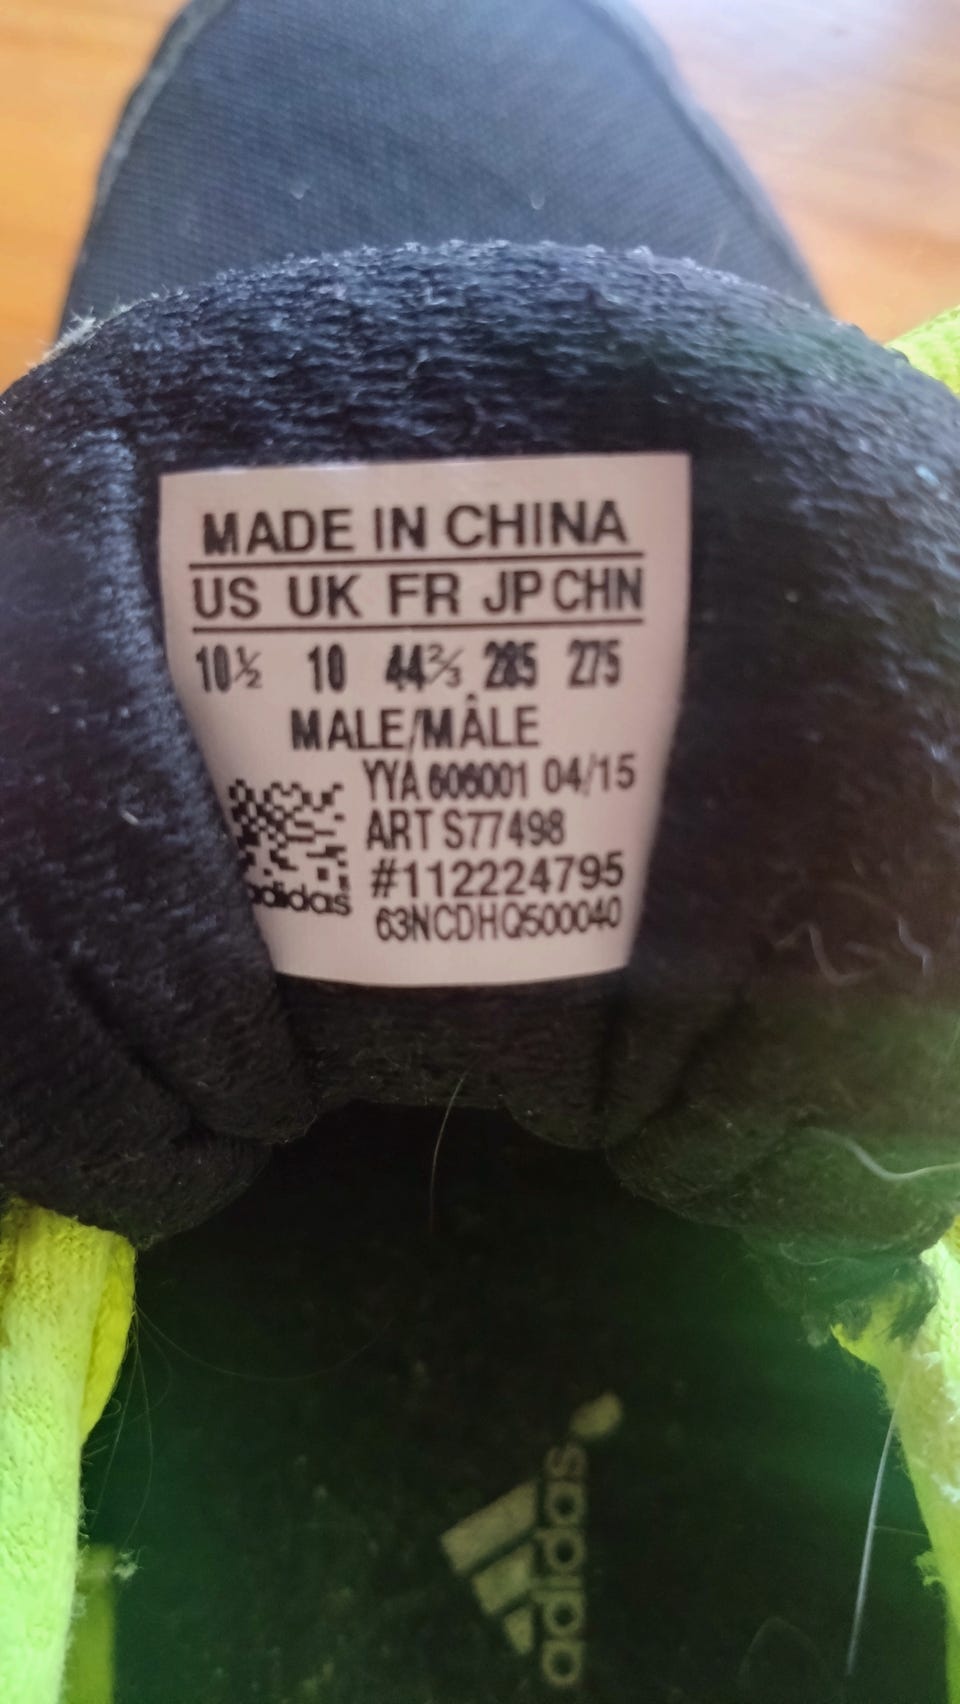 MADE IN CHINA
US UK FR JP CHN
10½ 10 44⅔ 285 275
MALE/MÂLE
YYA 606001 04/15
ART S77498
#112224795
63NCDHQ500040
adidas®
adidas